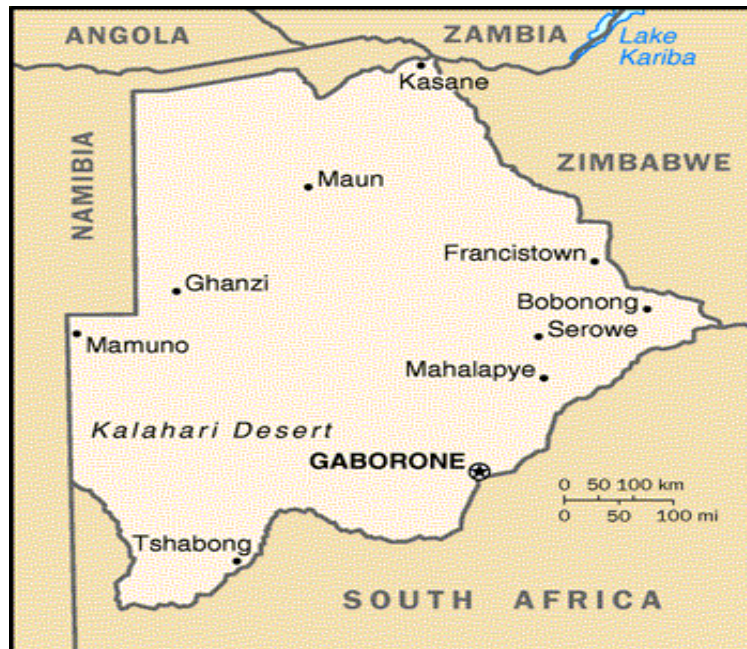 ANGOLA
ZAMBIA
Lake
Kariba
Kasane
NAMIBIA
Maun
ZIMBABWE
Francistown
Ghanzi
Bobonong
Serowe
Mamuno
Mahalapye
Kalahari Desert
GABORONE
0 50 100 km
0 50 100 mi
Tshabong
SOUTH AFRICA